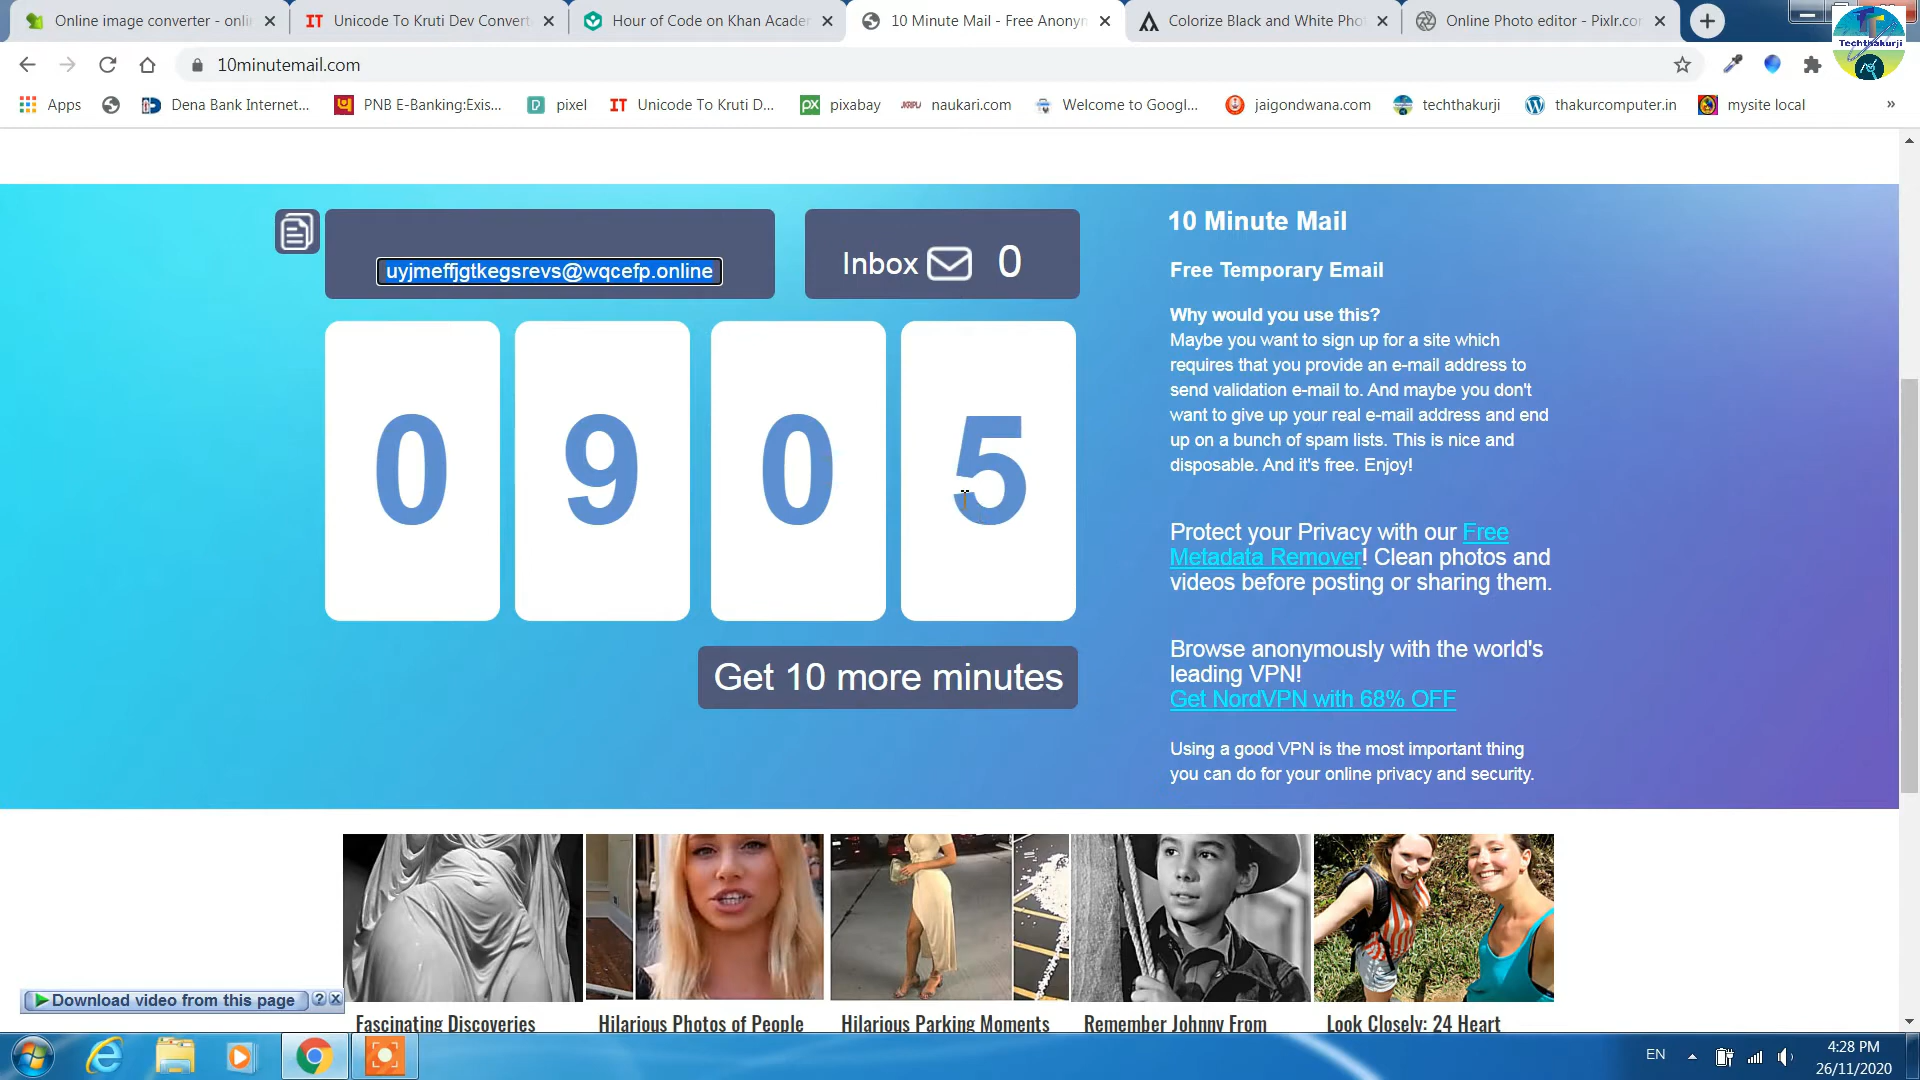 Online image converter - onlin
Unicode To Kruti Dev Convert
Hour of Code on Khan Acader
10 Minute Mail - Free Anonyn
Colorize Black and White Pho
Online Photo editor - Pixlr.cor
Techthakurji
10minutemail.com
Apps
Dena Bank Internet...
PNB E-Banking:Exis...
pixel
Unicode To Kruti D...
pixabay
naukari.com
Welcome to Googl...
jaigondwana.com
techthakurji
thakurcomputer.in
mysite local
»
uyjmeffjgtkegsrevs@wqcefp.online
Inbox 0
0 9 0 5
Get 10 more minutes
10 Minute Mail
Free Temporary Email
Why would you use this?
Maybe you want to sign up for a site which
requires that you provide an e-mail address to
send validation e-mail to. And maybe you don't
want to give up your real e-mail address and end
up on a bunch of spam lists. This is nice and
disposable. And it's free. Enjoy!
Protect your Privacy with our Free
Metadata Remover! Clean photos and
videos before posting or sharing them.
Browse anonymously with the world's
leading VPN!
Get NordVPN with 68% OFF
Using a good VPN is the most important thing
you can do for your online privacy and security.
Download video from this page
Fascinating Discoveries
Hilarious Photos of People
Hilarious Parking Moments
Remember Johnny From
Look Closely: 24 Heart
EN
4:28 PM
26/11/2020